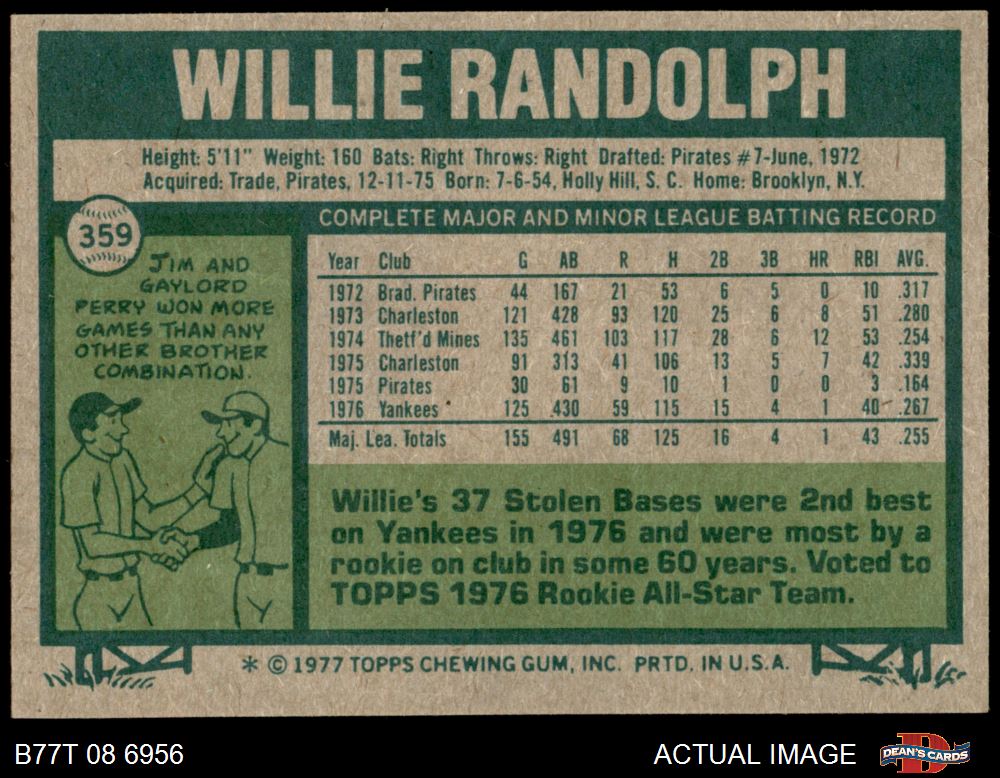 WILLIE RANDOLPH
Height: 5'11" Weight: 160 Bats: Right Throws: Right Drafted: Pirates #7-June, 1972
Acquired: Trade, Pirates, 12-11-75 Born: 7-6-54, Holly Hill, S. C. Home: Brooklyn, N.Y.
359
JIM AND
GAYLORD
PERRY WON MORE
GAMES THAN ANY
OTHER BROTHER
COMBINATION.
COMPLETE MAJOR AND MINOR LEAGUE BATTING RECORD
Year Club G AB R H 2B 3B HR RBI AVG.
1972 Brad. Pirates 44 167 21 53 6 5 0 10 .317
1973 Charleston 121 428 93 120 25 6 8 51 .280
1974 Thetf'd Mines 135 461 103 117 28 6 12 53 .254
1975 Charleston 91 313 41 106 13 5 7 42 .339
1975 Pirates 30 61 9 10 1 0 0 3 .164
1976 Yankees 125 430 59 115 15 4 1 40 .267
Maj. Lea. Totals 155 491 68 125 16 4 1 43 .255
Willie's 37 Stolen Bases were 2nd best
on Yankees in 1976 and were most by a
rookie on club in some 60 years. Voted to
TOPPS 1976 Rookie All-Star Team.
* © 1977 TOPPS CHEWING GUM, INC. PRTD. IN U.S.A.
B77T 08 6956
ACTUAL IMAGE
DEAN'S CARDS